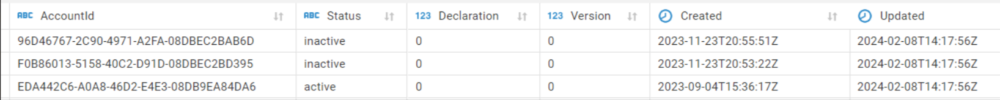 ABC AccountId ABC Status 123 Declaration 123 Version Created Updated
96D46767-2C90-4971-A2FA-08DBEC2BAB6D inactive 0 0 2023-11-23T20:55:51Z 2024-02-08T14:17:56Z
F0B86013-5158-40C2-D91D-08DBEC2BD395 inactive 0 0 2023-11-23T20:53:22Z 2024-02-08T14:17:56Z
EDA442C6-A0A8-46D2-E4E3-08DB9EA84DA6 active 0 0 2023-09-04T15:36:17Z 2024-02-08T14:17:56Z